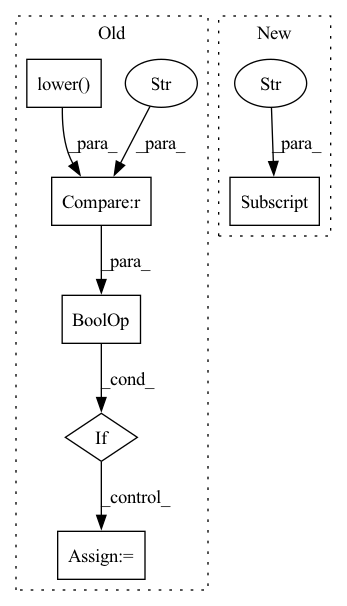 Old
New
lower()
Str
Str
_para_
_para_
_para_
Compare:r
Subscript
_para_
BoolOp
_cond_
If
_control_
Assign:=